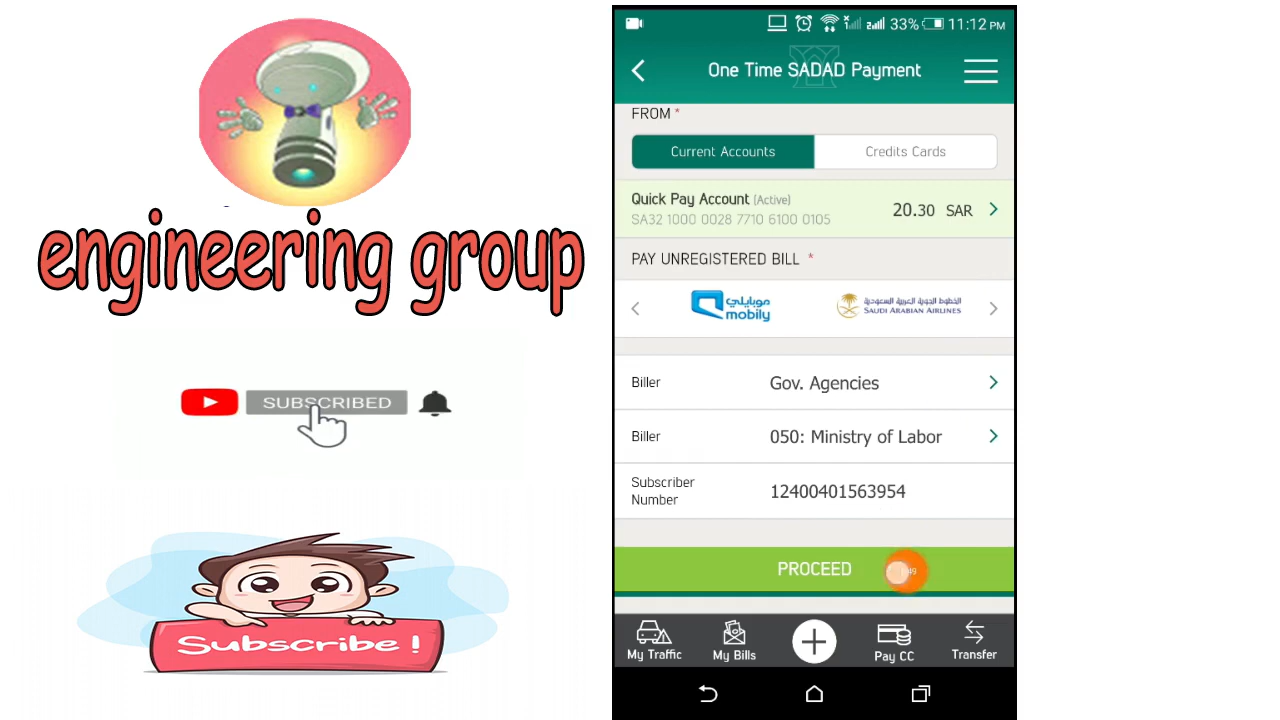 engineering group
SUBSCRIBED
Subscribe !
33% 11:12 PM
One Time SADAD Payment
FROM *
Current Accounts
Credits Cards
Quick Pay Account (Active)
SA32 1000 0028 7710 6100 0105
20.30 SAR
PAY UNREGISTERED BILL *
موبايلي
mobily
الخطوط الجوية العربية السعودية
SAUDI ARABIAN AIRLINES
Biller Gov. Agencies
Biller 050: Ministry of Labor
Subscriber
Number
12400401563954
PROCEED
My Traffic
My Bills
Pay CC
Transfer